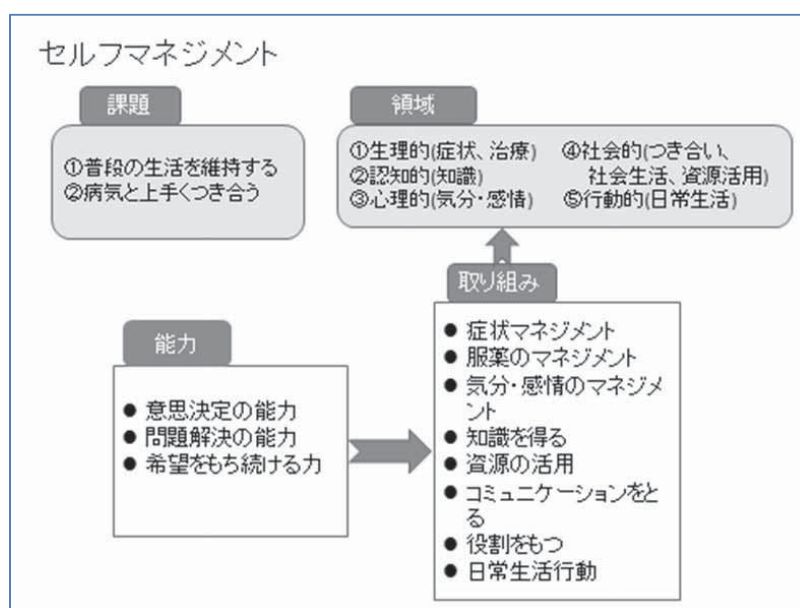 セルフマネジメント
課題
①普段の生活を維持する
②病気と上手くつき合う
領域
①生理的(症状、治療)
②認知的(知識)
③心理的(気分・感情)
④社会的(つき合い、
社会生活、資源活用)
⑤行動的(日常生活)
能力
● 意思決定の能力
● 問題解決の能力
● 希望をもち続ける力
取り組み
● 症状マネジメント
● 服薬のマネジメント
● 気分・感情のマネジメ
ント
● 知識を得る
● 資源の活用
● コミュニケーションをと
る
● 役割をもつ
● 日常生活行動